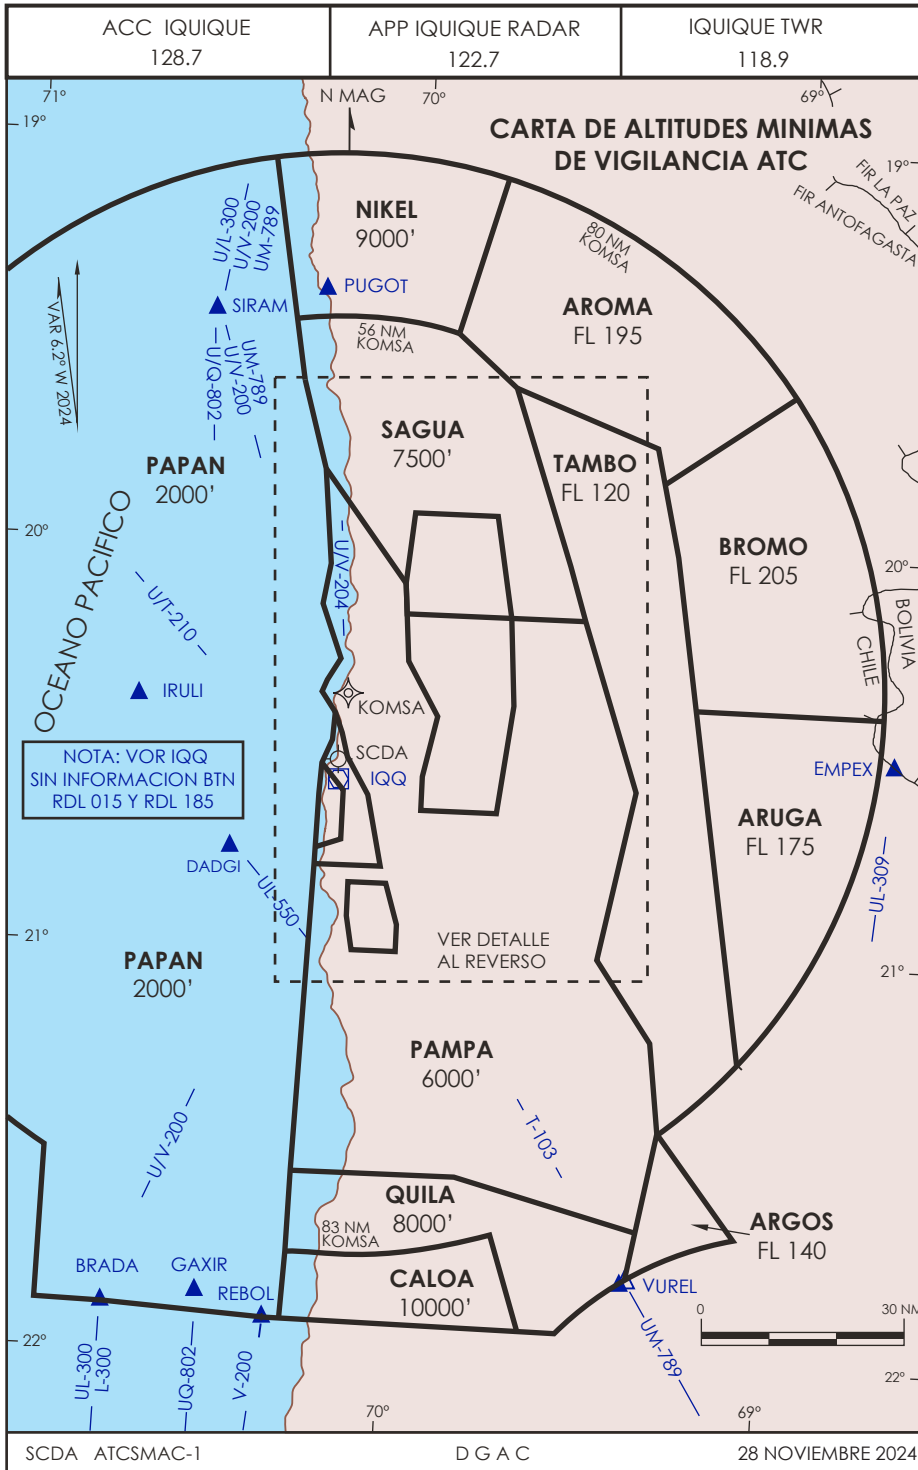 ACC IQUIQUE
128.7
APP IQUIQUE RADAR
122.7
IQUIQUE TWR
118.9
71°
N MAG
70°
69°
19°
CARTA DE ALTITUDES MINIMAS
DE VIGILANCIA ATC
19°
FIR LA PAZ
FIR ANTOFAGASTA
NIKEL
9000'
80 NM
KOMSA
U/L-300
U/V-200
UM-789
PUGOT
SIRAM
AROMA
FL 195
56 NM
KOMSA
VAR 6.2° W 2024
UM-789
U/V-200
U/Q-802
SAGUA
7500'
TAMBO
FL 120
PAPAN
2000'
OCEANO PACIFICO
20°
U/V-204
BROMO
FL 205
20°
U/T-210
BOLIVIA
CHILE
IRULI
KOMSA
NOTA: VOR IQQ
SIN INFORMACION BTN
RDL 015 Y RDL 185
SCDA
IQQ
EMPEX
ARUGA
FL 175
DADGI
UL-550
UL-309
21°
VER DETALLE
AL REVERSO
PAPAN
2000'
21°
PAMPA
6000'
U/V-200
T-103
QUILA
8000'
83 NM
KOMSA
ARGOS
FL 140
BRADA
GAXIR
REBOL
CALOA
10000'
VUREL
0
30 NM
22°
UL-300
L-300
UQ-802
V-200
UM-789
22°
70°
69°
SCDA ATCSMAC-1
D G A C
28 NOVIEMBRE 2024